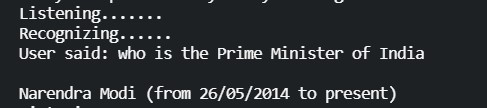 Listening.......
Recognizing......
User said: who is the Prime Minister of India
Narendra Modi (from 26/05/2014 to present)